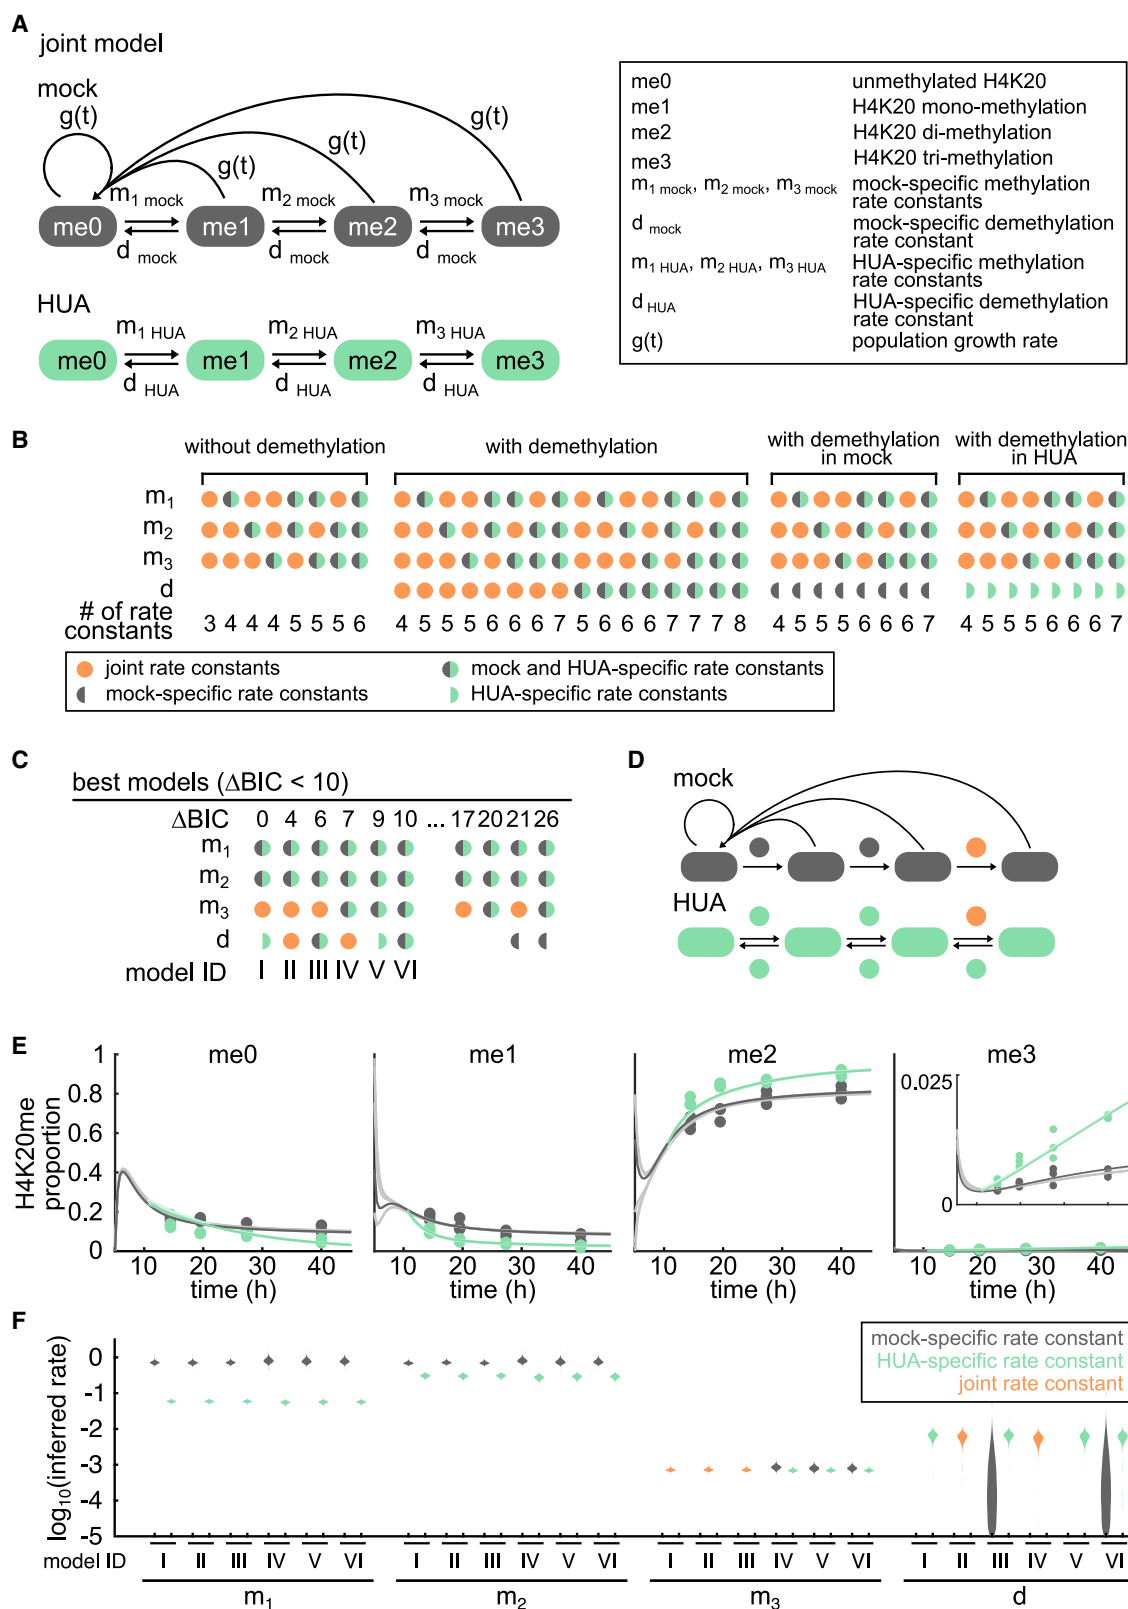 A
joint model
mock
g(t)
g(t)
g(t)
g(t)
m1 mock
m2 mock
m3 mock
me0
me1
me2
me3
d mock
d mock
d mock
HUA
m1 HUA
m2 HUA
m3 HUA
me0
me1
me2
me3
d HUA
d HUA
d HUA
me0 unmethylated H4K20
me1 H4K20 mono-methylation
me2 H4K20 di-methylation
me3 H4K20 tri-methylation
m1 mock, m2 mock, m3 mock mock-specific methylation
rate constants
d mock mock-specific demethylation
rate constant
m1 HUA, m2 HUA, m3 HUA HUA-specific methylation
rate constants
d HUA HUA-specific demethylation
rate constant
g(t) population growth rate
B
without demethylation
with demethylation
with demethylation
in mock
with demethylation
in HUA
m1
m2
m3
d
# of rate
constants
3 4 4 4 5 5 5 6
4 5 5 5 6 6 6 7 5 6 6 6 7 7 7 8
4 5 5 5 6 6 6 7
4 5 5 5 6 6 6 7
joint rate constants
mock and HUA-specific rate constants
mock-specific rate constants
HUA-specific rate constants
C
best models (ΔBIC < 10)
ΔBIC 0 4 6 7 9 10 ... 17 20 21 26
m1
m2
m3
d
model ID I II III IV V VI
D
mock
HUA
E
me0
me1
me2
me3
H4K20me
proportion
1
0.8
0.6
0.4
0.2
0
0.025
0
10 20 30 40
10 20 30 40
10 20 30 40
10 20 30 40
time (h)
time (h)
time (h)
time (h)
F
mock-specific rate constant
HUA-specific rate constant
joint rate constant
log10(inferred rate)
0
-1
-2
-3
-4
-5
model ID
I II III IV V VI
I II III IV V VI
I II III IV V VI
I II III IV V VI
m1
m2
m3
d